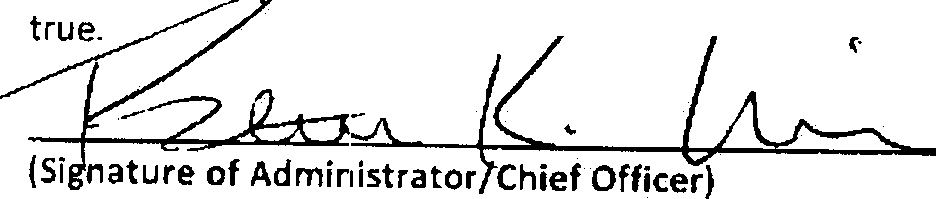 true.
K.
(Signature of Administrator/Chief Officer)